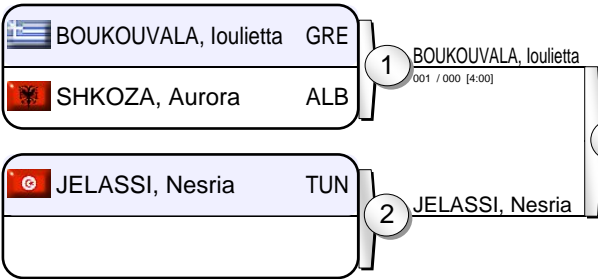 BOUKOUVALA, Ioulietta GRE
SHKOZA, Aurora ALB
1
BOUKOUVALA, Ioulietta
001 / 000 [4:00]
JELASSI, Nesria TUN
2
JELASSI, Nesria